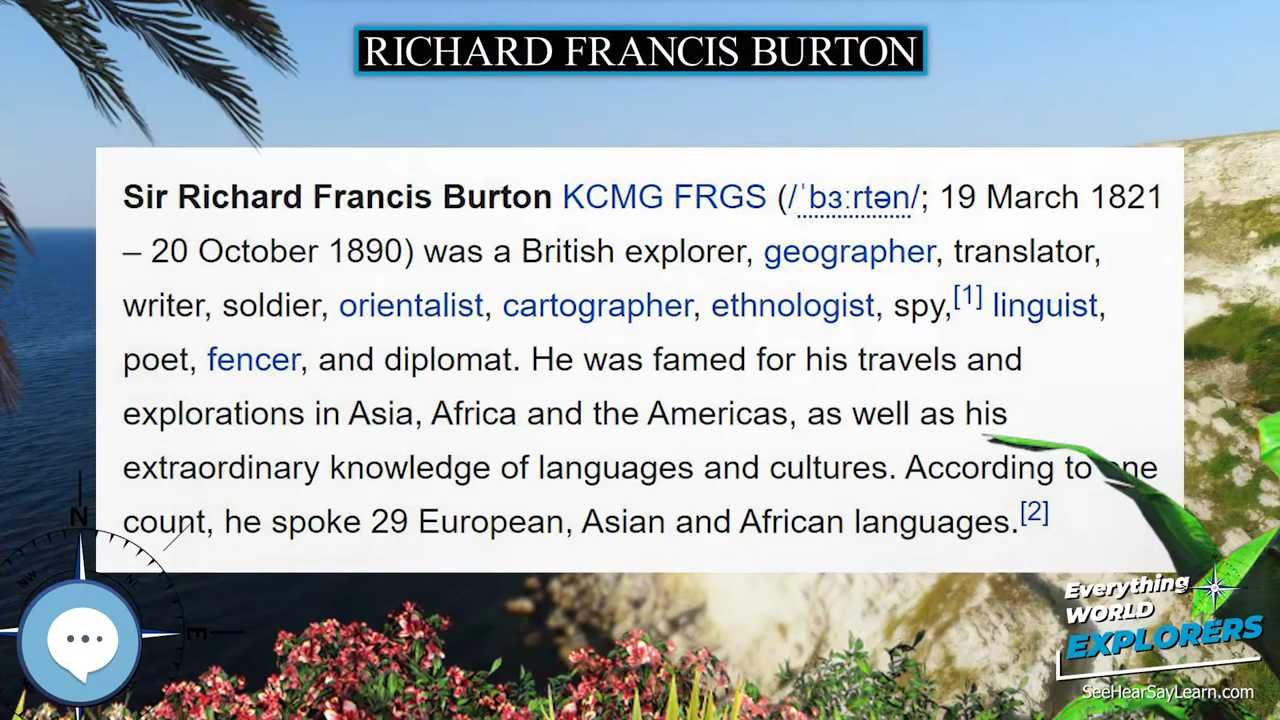 RICHARD FRANCIS BURTON
Sir Richard Francis Burton KCMG FRGS (/ˈbɜːrtən/; 19 March 1821
– 20 October 1890) was a British explorer, geographer, translator,
writer, soldier, orientalist, cartographer, ethnologist, spy,[1] linguist,
poet, fencer, and diplomat. He was famed for his travels and
explorations in Asia, Africa and the Americas, as well as his
extraordinary knowledge of languages and cultures. According to one
count, he spoke 29 European, Asian and African languages.[2]
N
NW
E
Everything
WORLD
EXPLORERS
SeeHearSayLearn.com